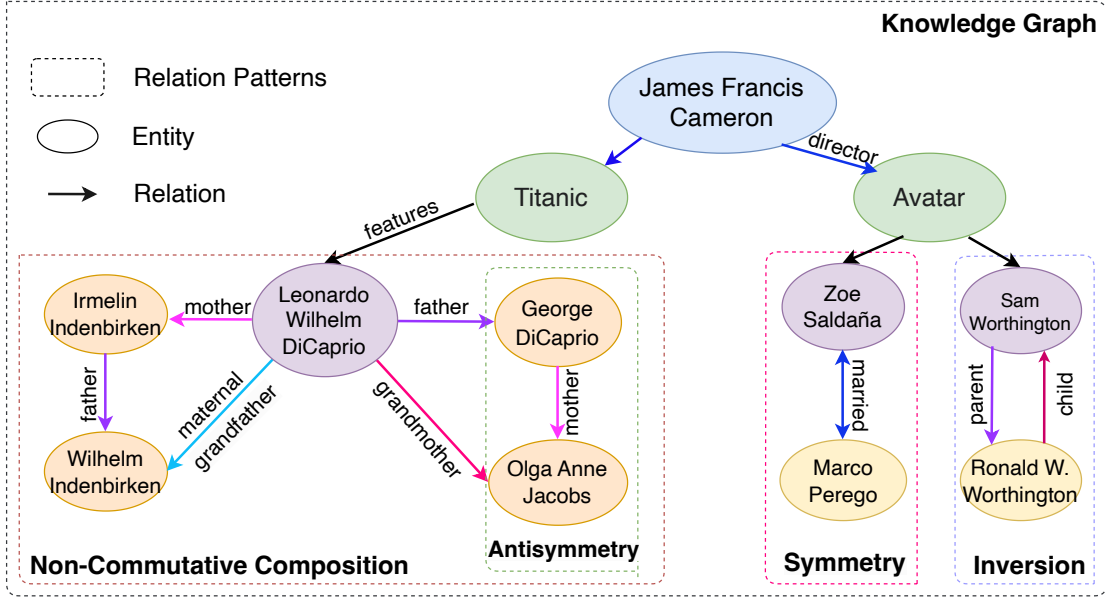 Knowledge Graph
Relation Patterns
Entity
Relation
James Francis
Cameron
director
Titanic
Avatar
features
Irmelin
Indenbirken
mother
Leonardo
Wilhelm
DiCaprio
father
George
DiCaprio
Zoe
Saldaña
Sam
Worthington
father
maternal
grandfather
grandmother
mother
married
parent
child
Wilhelm
Indenbirken
Olga Anne
Jacobs
Marco
Perego
Ronald W.
Worthington
Non-Commutative Composition
Antisymmetry
Symmetry
Inversion